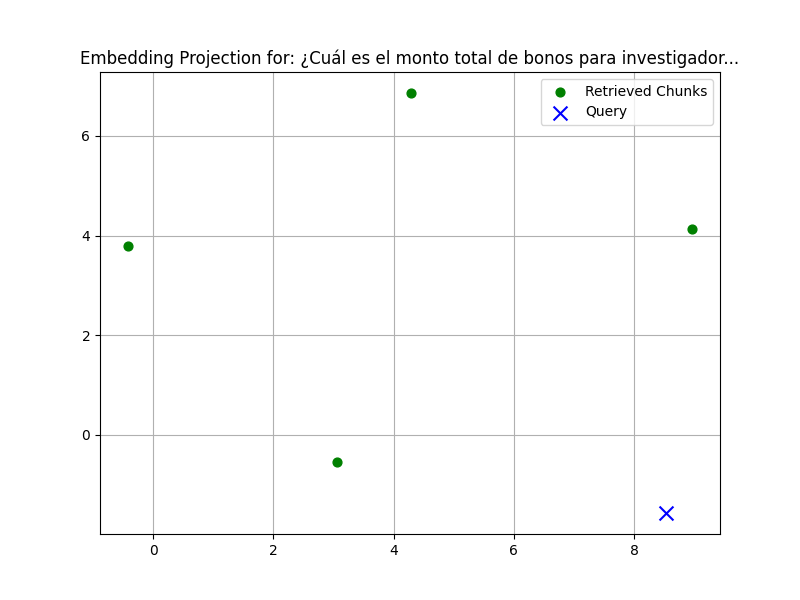 Embedding Projection for: ¿Cuál es el monto total de bonos para investigador...
Retrieved Chunks
Query
6
4
2
0
0 2 4 6 8